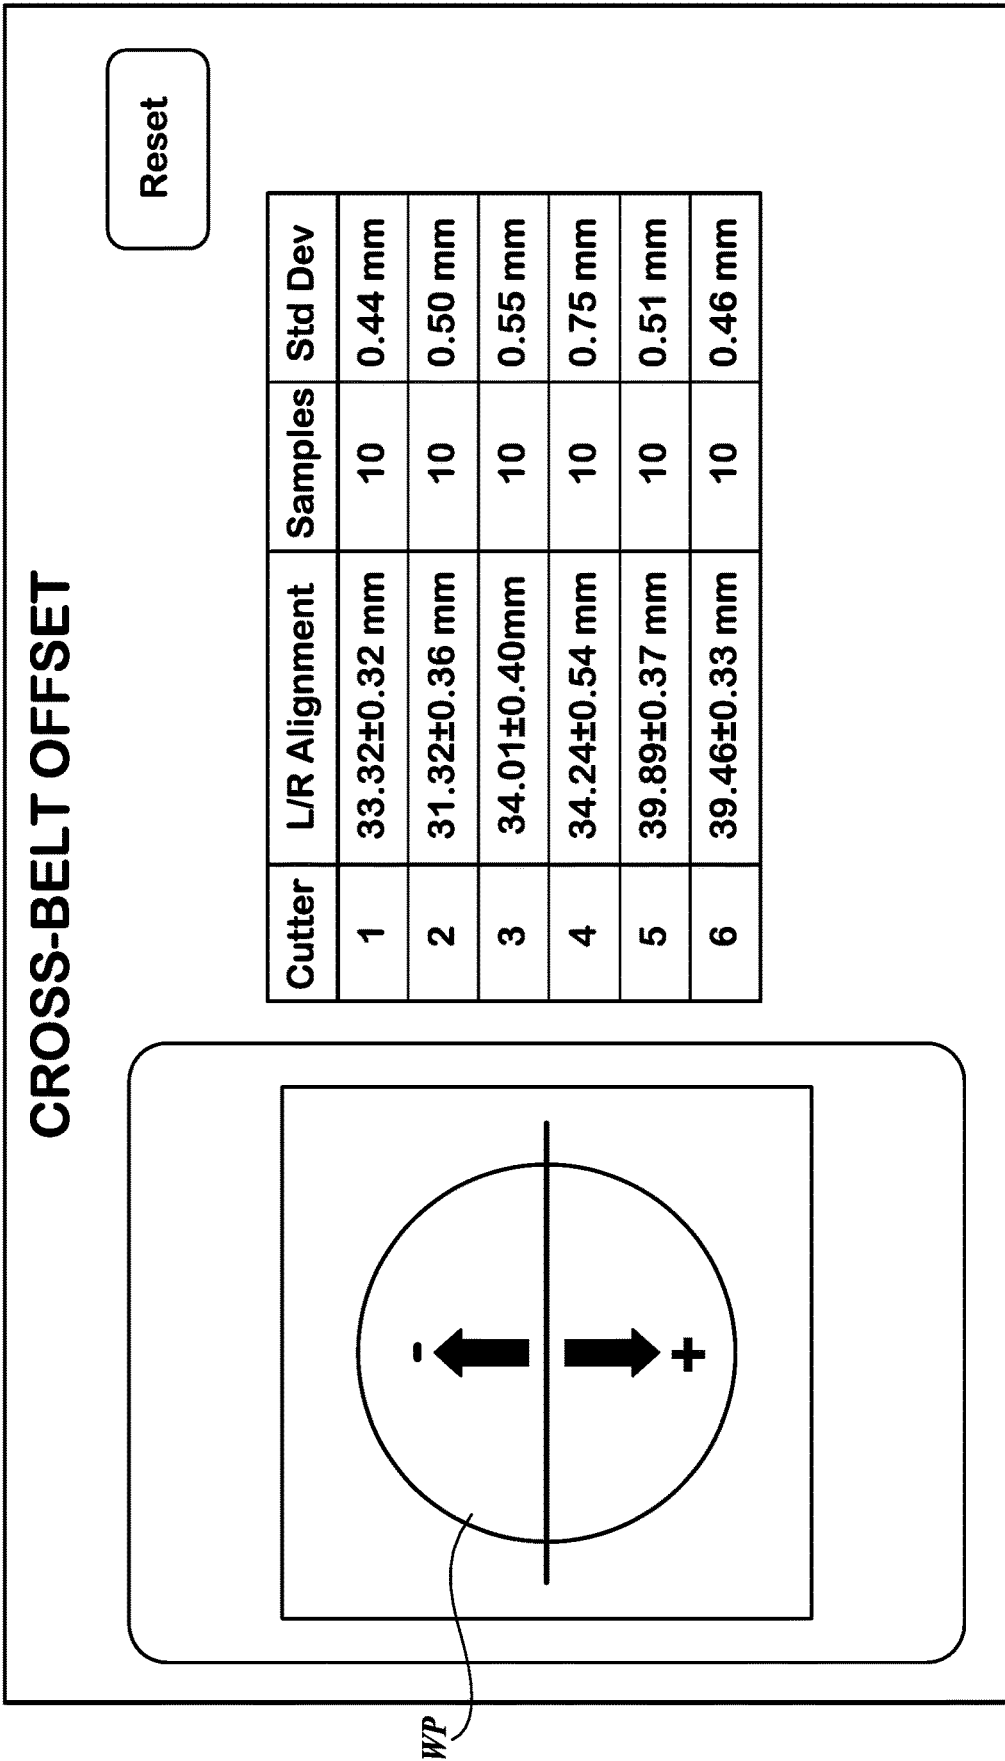 CROSS-BELT OFFSET
Reset
Cutter L/R Alignment Samples Std Dev
1 33.32±0.32 mm 10 0.44 mm
2 31.32±0.36 mm 10 0.50 mm
3 34.01±0.40mm 10 0.55 mm
4 34.24±0.54 mm 10 0.75 mm
5 39.89±0.37 mm 10 0.51 mm
6 39.46±0.33 mm 10 0.46 mm
-
+
WP